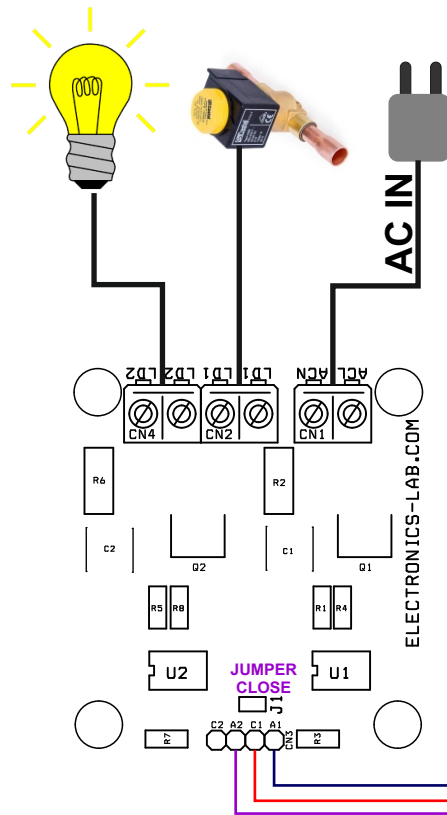 AC IN
LD2 LD2 LD1 LD1 ACN ACL
CN4 CN2 CN1
ELECTRONICS-LAB.COM
R6 R2
C2 C1
Q2 Q1
R5 R8 R1 R4
U2 U1
JUMPER
CLOSE
J1
C2 A2 C1 A1
CN3
R7 R3